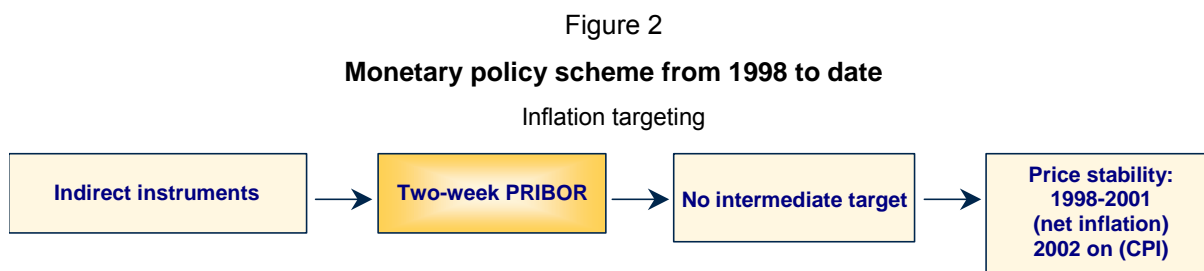 Figure 2
Monetary policy scheme from 1998 to date
Inflation targeting
Indirect instruments
Two-week PRIBOR
No intermediate target
Price stability:
1998-2001
(net inflation)
2002 on (CPI)